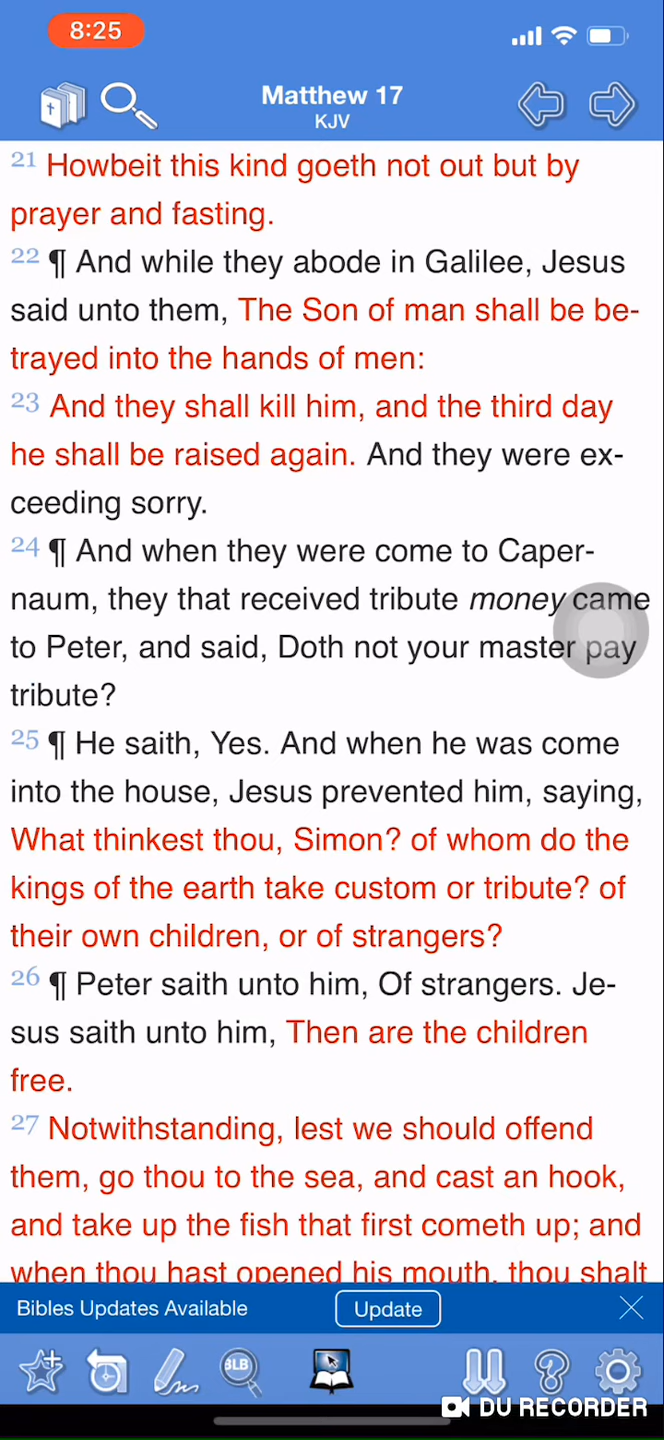 8:25
Matthew 17
KJV
21 Howbeit this kind goeth not out but by
prayer and fasting.
22 ¶ And while they abode in Galilee, Jesus
said unto them, The Son of man shall be be-
trayed into the hands of men:
23 And they shall kill him, and the third day
he shall be raised again. And they were ex-
ceeding sorry.
24 ¶ And when they were come to Caper-
naum, they that received tribute money came
to Peter, and said, Doth not your master pay
tribute?
25 ¶ He saith, Yes. And when he was come
into the house, Jesus prevented him, saying,
What thinkest thou, Simon? of whom do the
kings of the earth take custom or tribute? of
their own children, or of strangers?
26 ¶ Peter saith unto him, Of strangers. Je-
sus saith unto him, Then are the children
free.
27 Notwithstanding, lest we should offend
them, go thou to the sea, and cast an hook,
and take up the fish that first cometh up; and
when thou hast opened his mouth, thou shalt
Bibles Updates Available
Update
BLB
DU RECORDER